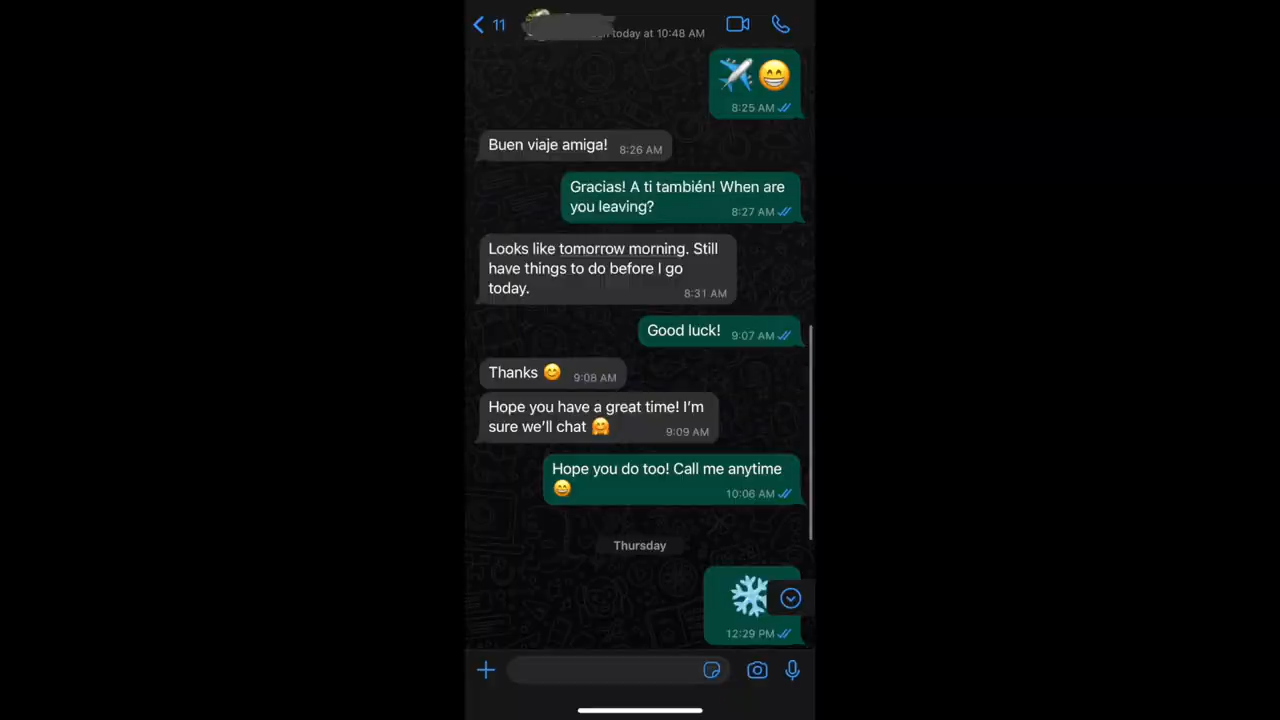 11
today at 10:48 AM
8:25 AM
Buen viaje amiga! 8:26 AM
Gracias! A ti también! When are
you leaving? 8:27 AM
Looks like tomorrow morning. Still
have things to do before I go
today. 8:31 AM
Good luck! 9:07 AM
Thanks 😊 9:08 AM
Hope you have a great time! I’m
sure we’ll chat 🤗 9:09 AM
Hope you do too! Call me anytime
😄 10:06 AM
Thursday
12:29 PM